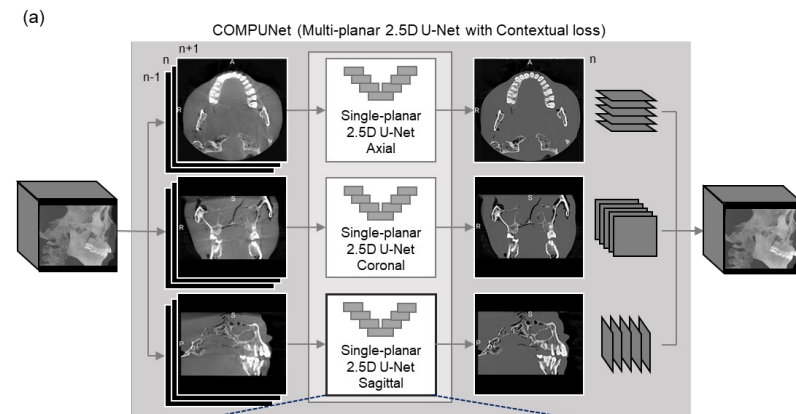 (a)
COMPUNet (Multi-planar 2.5D U-Net with Contextual loss)
n+1
n
n-1
A
R
Single-planar
2.5D U-Net
Axial
n
S
R
Single-planar
2.5D U-Net
Coronal
S
R
S
P
Single-planar
2.5D U-Net
Sagittal
S
P